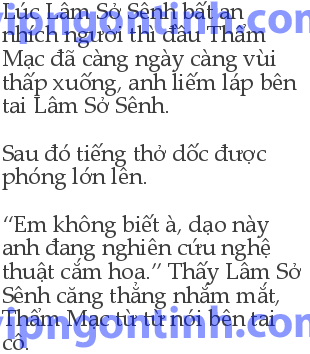 Lúc Lâm Sở Sênh bất an
nhích người thì đầu Thẩm
Mạc đã càng ngày càng vùi
thấp xuống, anh liếm láp bên
tai Lâm Sở Sênh.
Sau đó tiếng thở dốc được
phóng lớn lên.
“Em không biết à, dạo này
anh đang nghiên cứu nghệ
thuật cắm hoa.” Thấy Lâm Sở
Sênh căng thẳng nhắm mắt,
Thẩm Mạc từ từ nói bên tai
cô.
vipngontinh.com